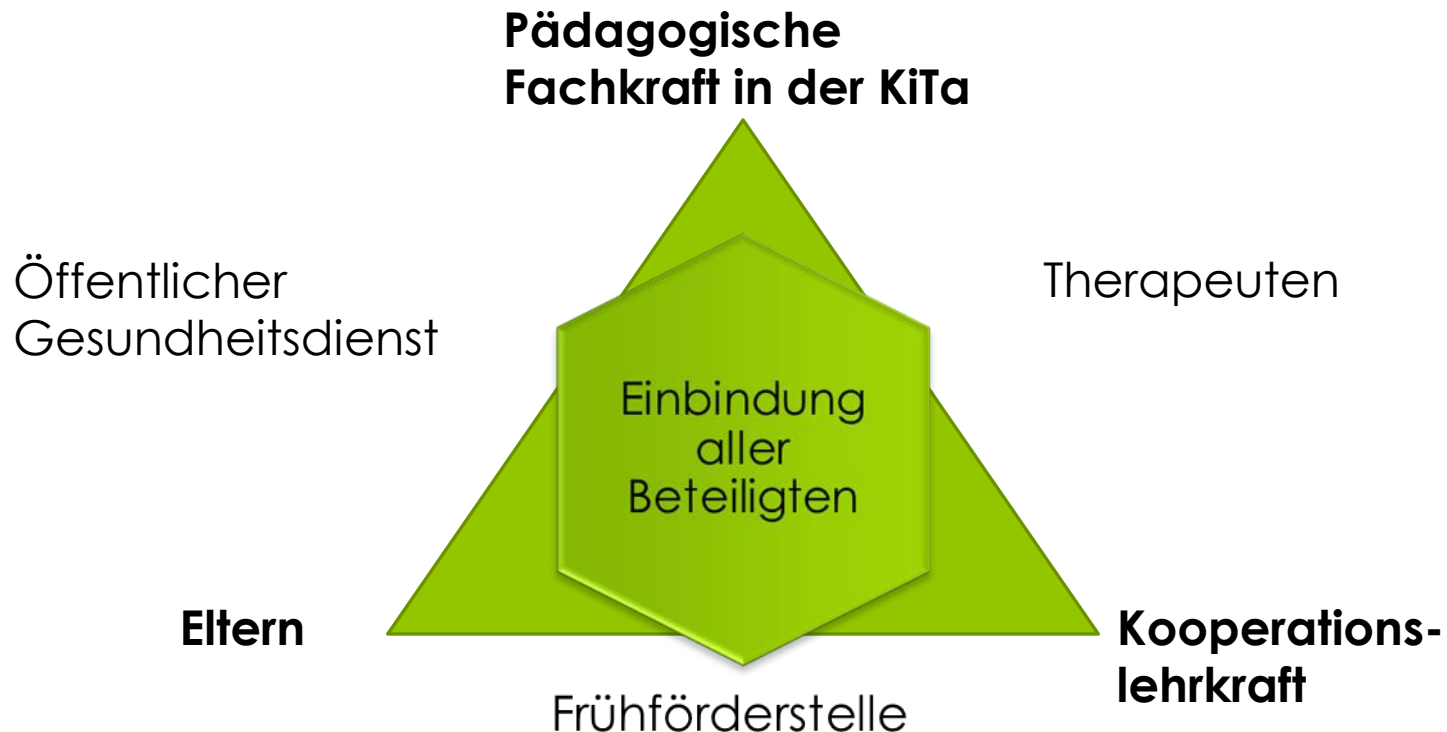 Pädagogische
Fachkraft in der KiTa
Öffentlicher
Gesundheitsdienst
Therapeuten
Einbindung
aller
Beteiligten
Eltern
Kooperations-
lehrkraft
Frühförderstelle